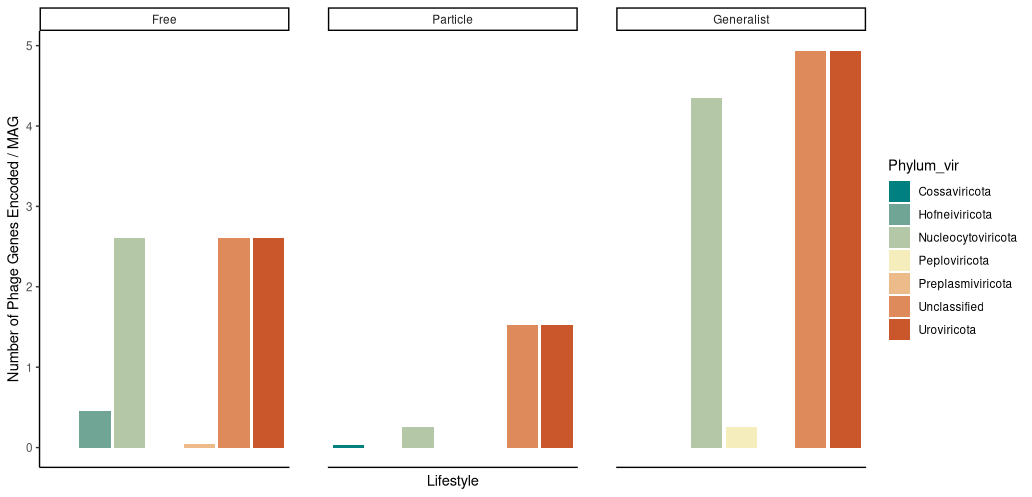 Free
Particle
Generalist
Number of Phage Genes Encoded / MAG
5
4
3
2
1
0
Lifestyle
Phylum_vir
Cossaviricota
Hofneiviricota
Nucleocytoviricota
Peploviricota
Preplasmiviricota
Unclassified
Uroviricota